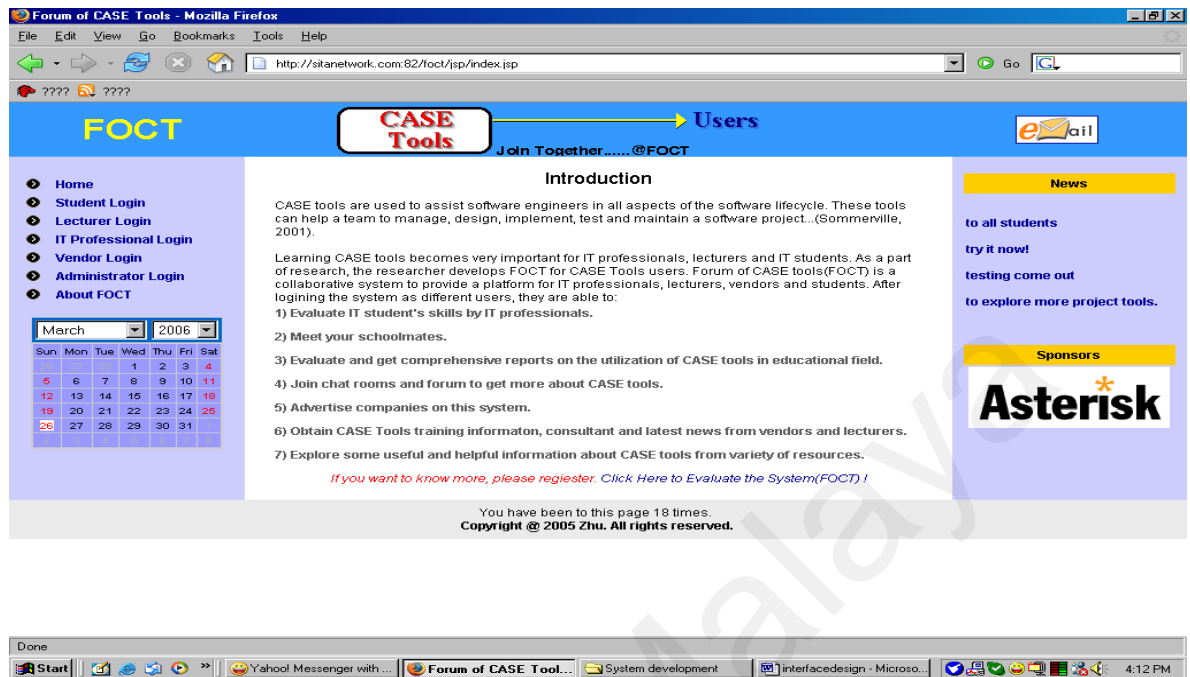 Forum of CASE Tools - Mozilla Firefox
File Edit View Go Bookmarks Tools Help
http://sitanetwork.com:82/foct/jsp/index.jsp
Go
G
???? ????
FOCT
CASE
Tools
Users
Join Together......@FOCT
eMail
Home
Student Login
Lecturer Login
IT Professional Login
Vendor Login
Administrator Login
About FOCT
March 2006
Sun Mon Tue Wed Thu Fri Sat
1 2 3 4
5 6 7 8 9 10 11
12 13 14 15 16 17 18
19 20 21 22 23 24 25
26 27 28 29 30 31
Introduction
CASE tools are used to assist software engineers in all aspects of the software lifecycle. These tools
can help a team to manage, design, implement, test and maintain a software project...(Sommerville,
2001).
Learning CASE tools becomes very important for IT professionals, lecturers and IT students. As a part
of research, the researcher develops FOCT for CASE Tools users. Forum of CASE tools(FOCT) is a
collaborative system to provide a platform for IT professionals, lecturers, vendors and students. After
logining the system as different users, they are able to:
1) Evaluate IT student's skills by IT professionals.
2) Meet your schoolmates.
3) Evaluate and get comprehensive reports on the utilization of CASE tools in educational field.
4) Join chat rooms and forum to get more about CASE tools.
5) Advertise companies on this system.
6) Obtain CASE Tools training informaton, consultant and latest news from vendors and lecturers.
7) Explore some useful and helpful information about CASE tools from variety of resources.
If you want to know more, please regiester. Click Here to Evaluate the System(FOCT) !
News
to all students
try it now!
testing come out
to explore more project tools.
Sponsors
Asterisk
You have been to this page 18 times.
Copyright @ 2005 Zhu. All rights reserved.
Malaya
Done
Start
Yahoo! Messenger with ...
Forum of CASE Tool...
System development
interfacedesign - Microso...
4:12 PM